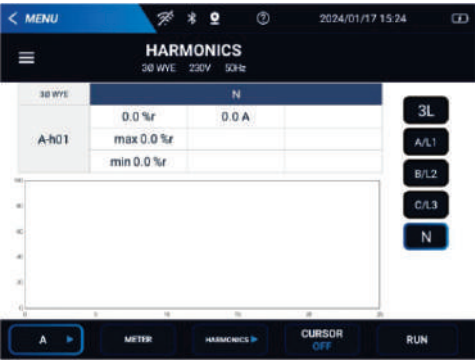 < MENU 2024/01/17 15:24
HARMONICS
3Ø WYE 230V 50Hz
3Ø WYE N
0.0 %r 0.0 A
A-h01 max 0.0 %r
min 0.0 %r
3L
A/L1
B/L2
C/L3
N
A METER HARMONICS CURSOR OFF RUN